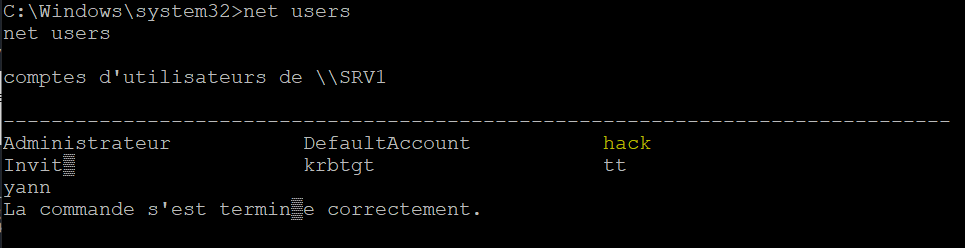 C:\Windows\system32>net users
net users
comptes d'utilisateurs de \\SRV1
-------------------------------------------------------------------------------
Administrateur DefaultAccount hack
Invit▒ krbtgt tt
yann
La commande s'est termin▒e correctement.